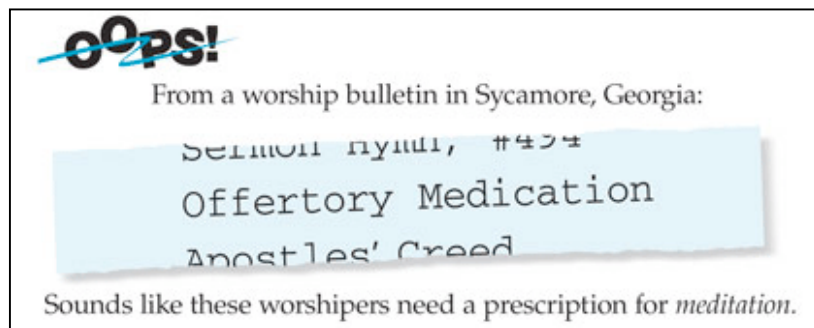 OOPS!
From a worship bulletin in Sycamore, Georgia:
Sermon Hymn, #494
Offertory Medication
Apostles' Creed
Sounds like these worshipers need a prescription for meditation.